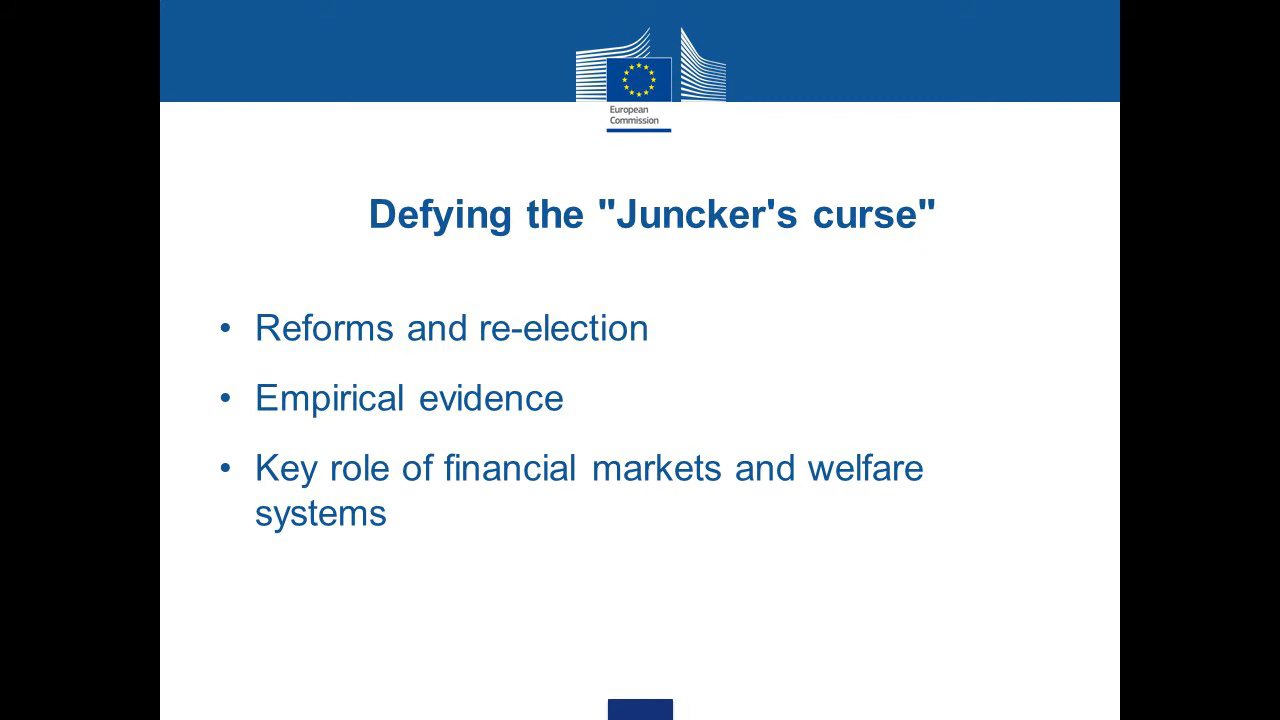 European
Commission
Defying the "Juncker's curse"
• Reforms and re-election
• Empirical evidence
• Key role of financial markets and welfare
systems